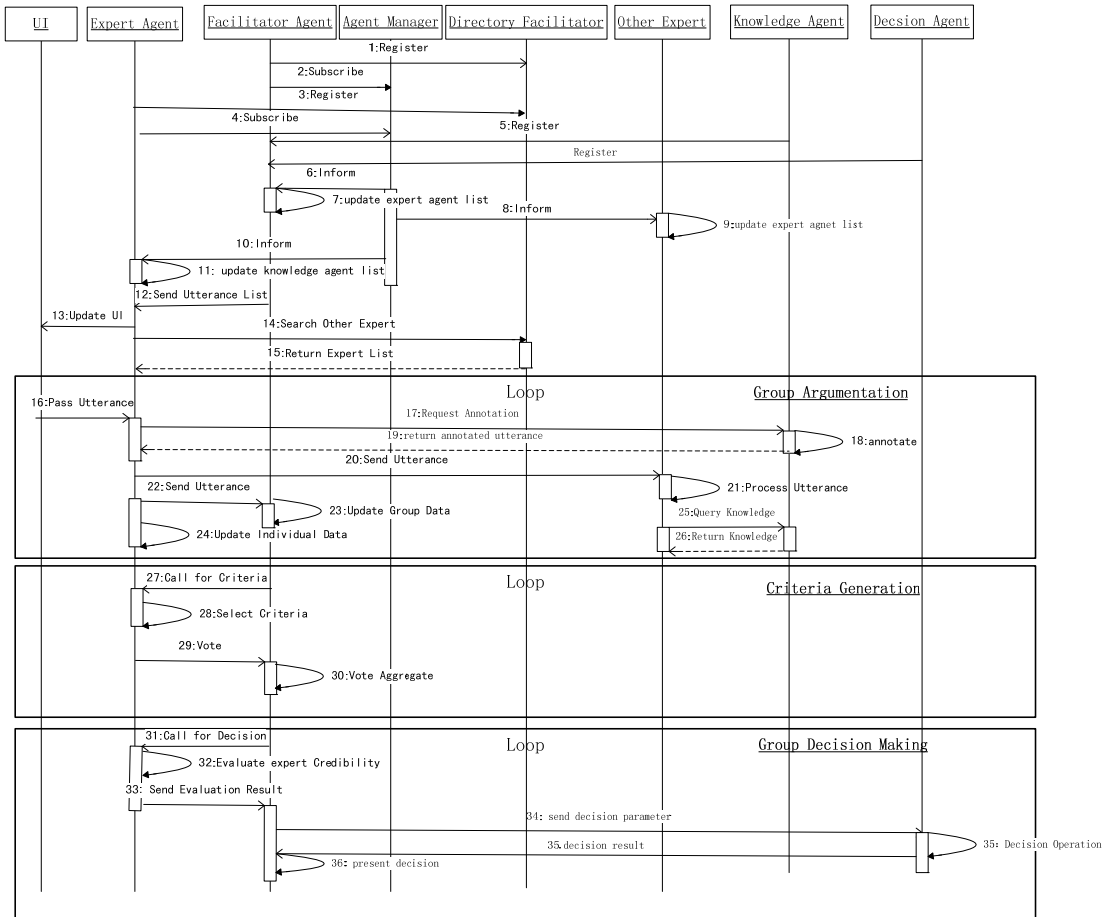 UI
Expert Agent
Facilitator Agent
Agent Manager
Directory Facilitator
Other Expert
Knowledge Agent
Decsion Agent
1:Register
2:Subscribe
3:Register
4:Subscribe
5:Register
Register
6:Inform
7:update expert agent list
8:Inform
9:update expert agnet list
10:Inform
11: update knowledge agent list
12:Send Utterance List
13:Update UI
14:Search Other Expert
15:Return Expert List
Loop
Group Argumentation
16:Pass Utterance
17:Request Annotation
19:return annotated utterance
18:annotate
20:Send Utterance
22:Send Utterance
21:Process Utterance
23:Update Group Data
25:Query Knowledge
24:Update Individual Data
26:Return Knowledge
27:Call for Criteria
Loop
Criteria Generation
28:Select Criteria
29:Vote
30:Vote Aggregate
31:Call for Decision
Loop
Group Decision Making
32:Evaluate expert Credibility
33: Send Evaluation Result
34: send decision parameter
35.decision result
35: Decision Operation
36: present decision